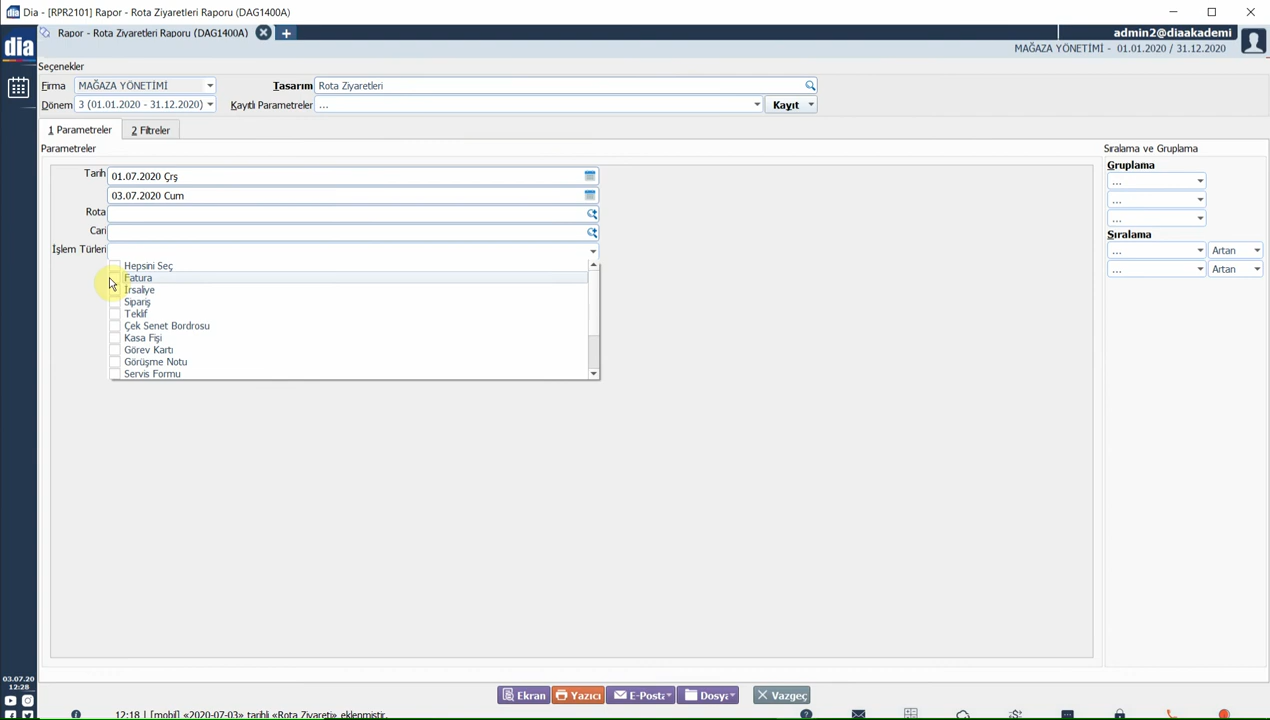 Dia - [RPR2101] Rapor - Rota Ziyaretleri Raporu (DAG1400A)
dia
Rapor - Rota Ziyaretleri Raporu (DAG1400A)
admin2@diaakademi
MAĞAZA YÖNETİMİ - 01.01.2020 / 31.12.2020
Seçenekler
Firma MAĞAZA YÖNETİMİ Tasarım Rota Ziyaretleri
Dönem 3 (01.01.2020 - 31.12.2020) Kayıtlı Parametreler ... Kayıt
1 Parametreler 2 Filtreler
Parametreler
Sıralama ve Gruplama
Tarih 01.07.2020 Çrş
03.07.2020 Cum
Rota
Cari
İşlem Türleri
Hepsini Seç
Fatura
İrsaliye
Sipariş
Teklif
Çek Senet Bordrosu
Kasa Fişi
Görev Kartı
Görüşme Notu
Servis Formu
Gruplama
...
...
...
Sıralama
... Artan
... Artan
Ekran Yazıcı E-Posta Dosya Vazgeç
03.07.20
12:28
12:18 | [mobil] «2020-07-03» tarihli «Rota Ziyareti» eklenmiştir.